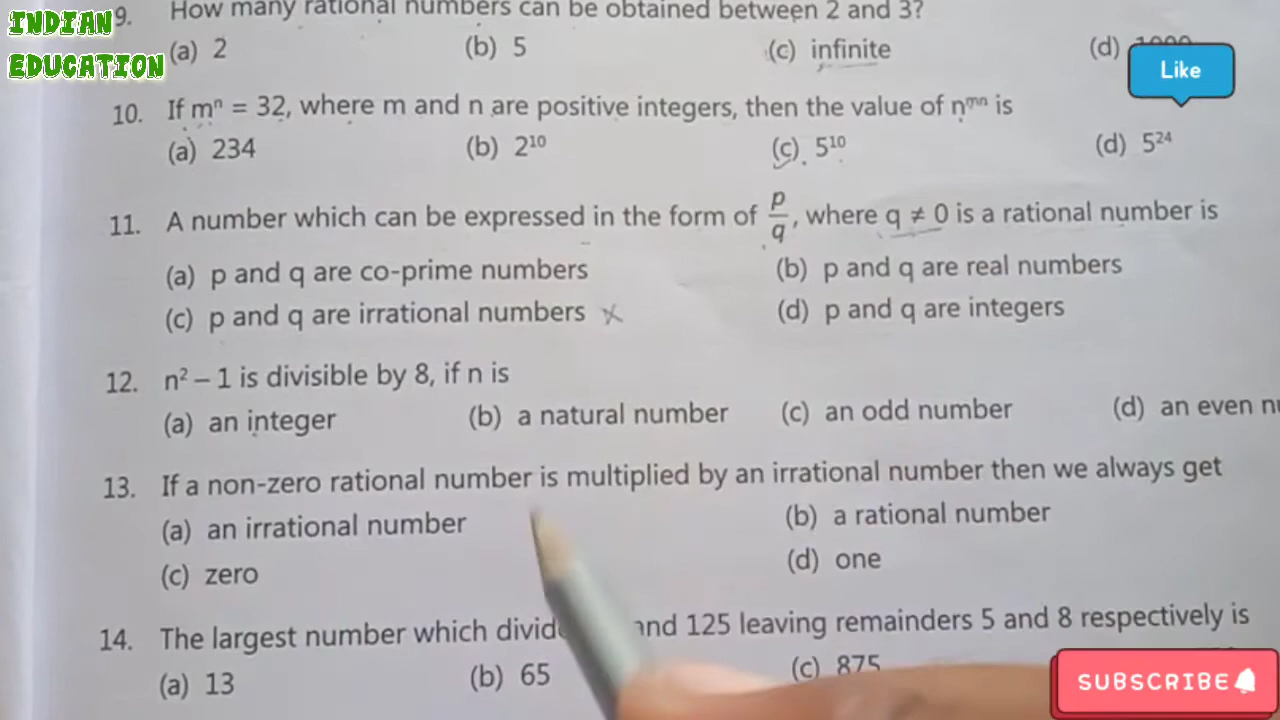 INDIAN
EDUCATION
9. How many rational numbers can be obtained between 2 and 3?
(a) 2 (b) 5 (c) infinite (d)
Like
10. If mⁿ = 32, where m and n are positive integers, then the value of nᵐⁿ is
(a) 234 (b) 2¹⁰ (c) 5¹⁰ (d) 5²⁴
11. A number which can be expressed in the form of p/q, where q ≠ 0 is a rational number is
(a) p and q are co-prime numbers (b) p and q are real numbers
(c) p and q are irrational numbers (d) p and q are integers
12. n² – 1 is divisible by 8, if n is
(a) an integer (b) a natural number (c) an odd number (d) an even
13. If a non-zero rational number is multiplied by an irrational number then we always get
(a) an irrational number (b) a rational number
(c) zero (d) one
14. The largest number which and 125 leaving remainders 5 and 8 respectively is
(a) 13 (b) 65 (c) 875
SUBSCRIBE